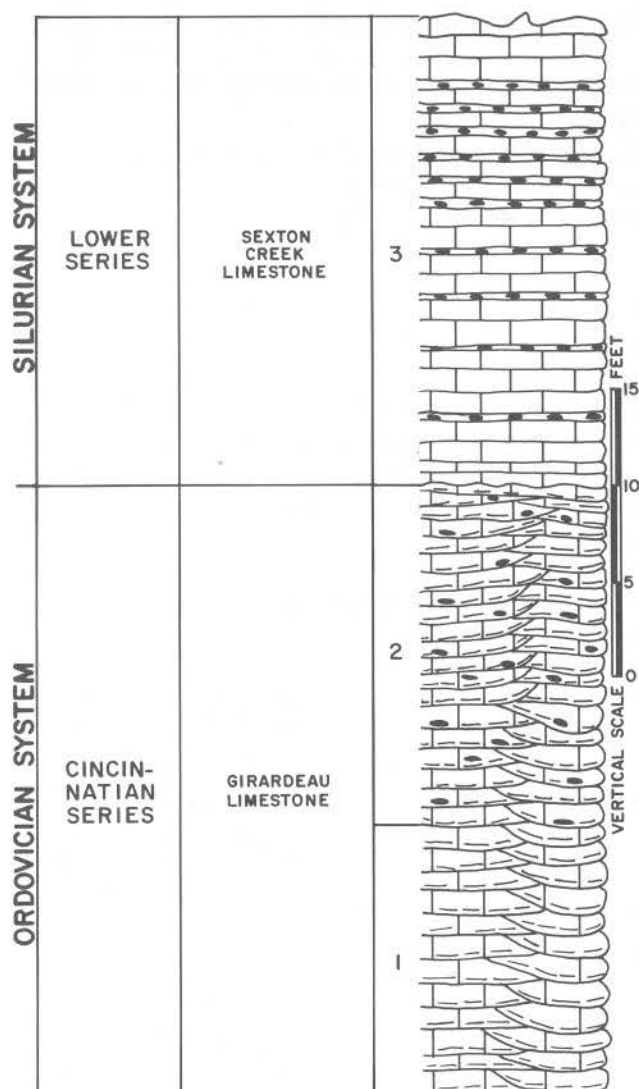 SILURIAN SYSTEM
LOWER
SERIES
SEXTON
CREEK
LIMESTONE
3
ORDOVICIAN SYSTEM
CINCIN-
NATIAN
SERIES
GIRARDEAU
LIMESTONE
2
1
VERTICAL SCALE FEET
15
10
5
0